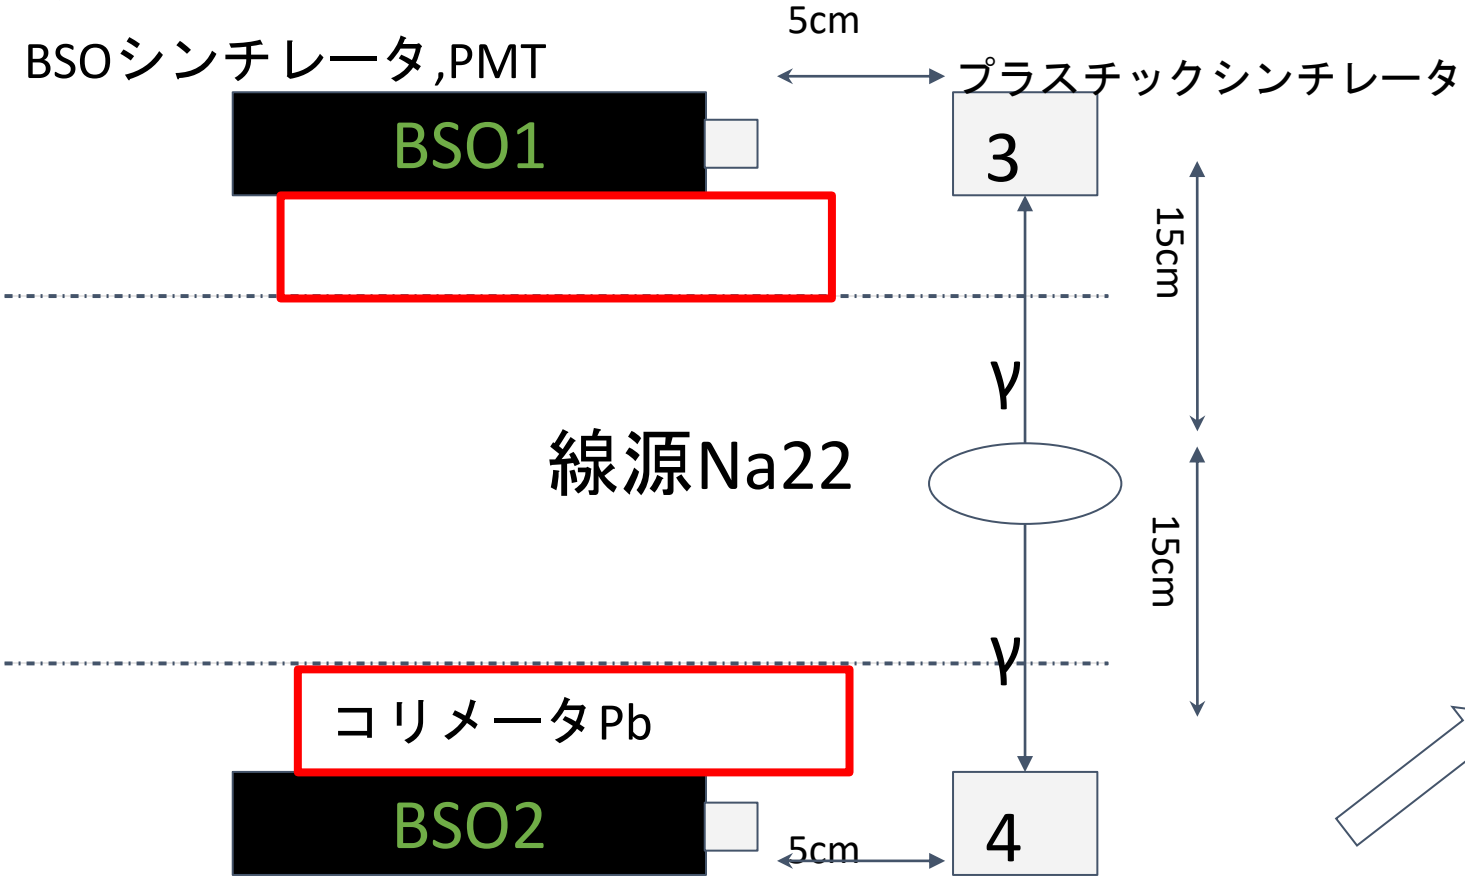 5cm
BSOシンチレータ,PMT
プラスチックシンチレータ
BSO1
3
15cm
γ
線源Na22
15cm
γ
コリメータPb
BSO2
5cm
4